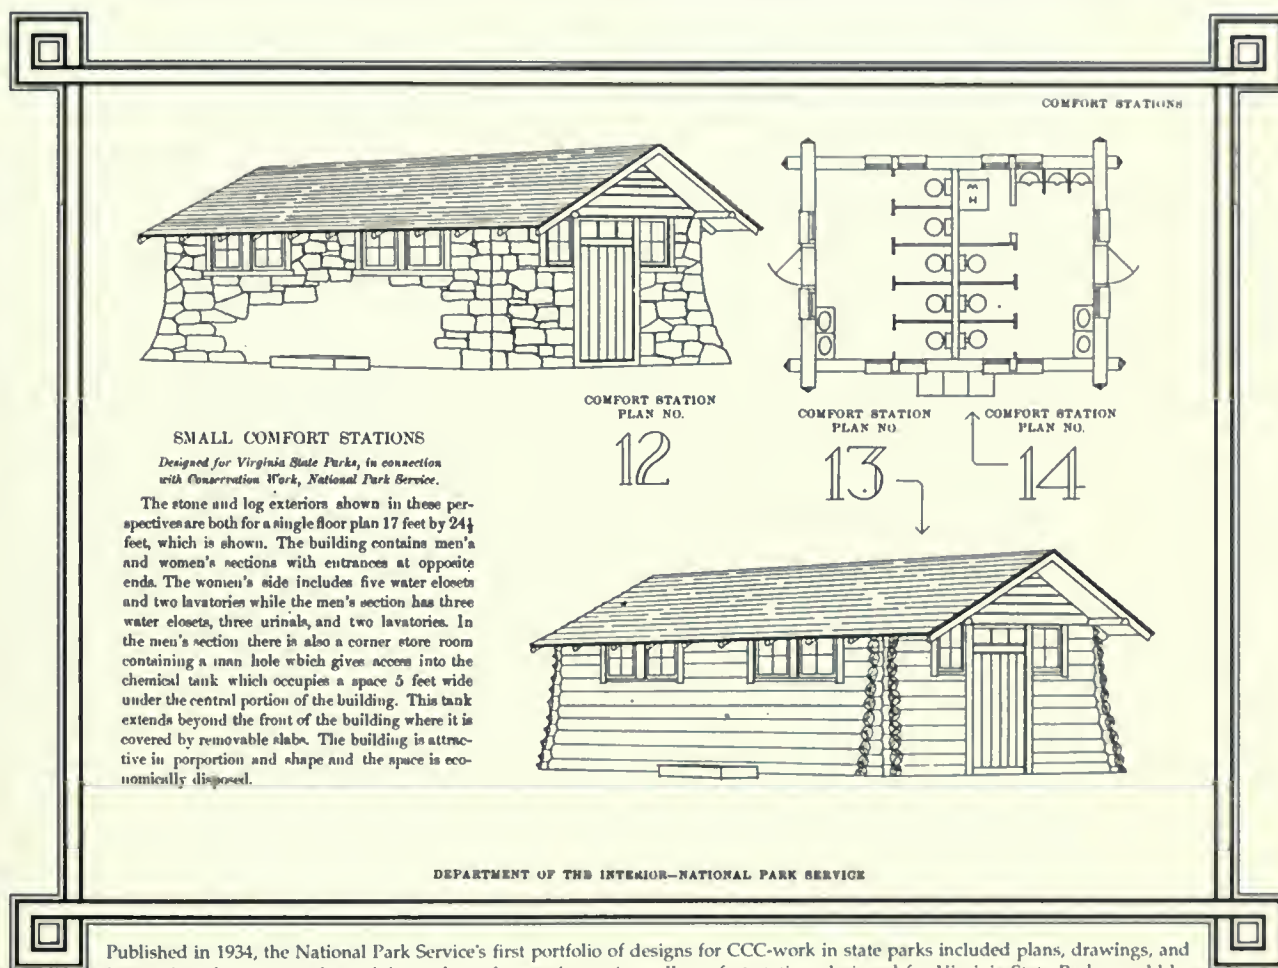 COMFORT STATIONS
COMFORT STATION
PLAN NO.
12
M
H
COMFORT STATION
PLAN NO.
13
COMFORT STATION
PLAN NO.
14
SMALL COMFORT STATIONS
Designed for Virginia State Parks, in connection
with Conservation Work, National Park Service.
The stone and log exteriors shown in these per-
spectives are both for a single floor plan 17 feet by 24½
feet, which is shown. The building contains men's
and women's sections with entrances at opposite
ends. The women's side includes five water closets
and two lavatories while the men's section has three
water closets, three urinals, and two lavatories. In
the men's section there is also a corner store room
containing a man hole which gives access into the
chemical tank which occupies a space 5 feet wide
under the central portion of the building. This tank
extends beyond the front of the building where it is
covered by removable slabs. The building is attrac-
tive in porportion and shape and the space is eco-
nomically disposed.
DEPARTMENT OF THE INTERIOR—NATIONAL PARK SERVICE
Published in 1934, the National Park Service's first portfolio of designs for CCC-work in state parks included plans, drawings, and